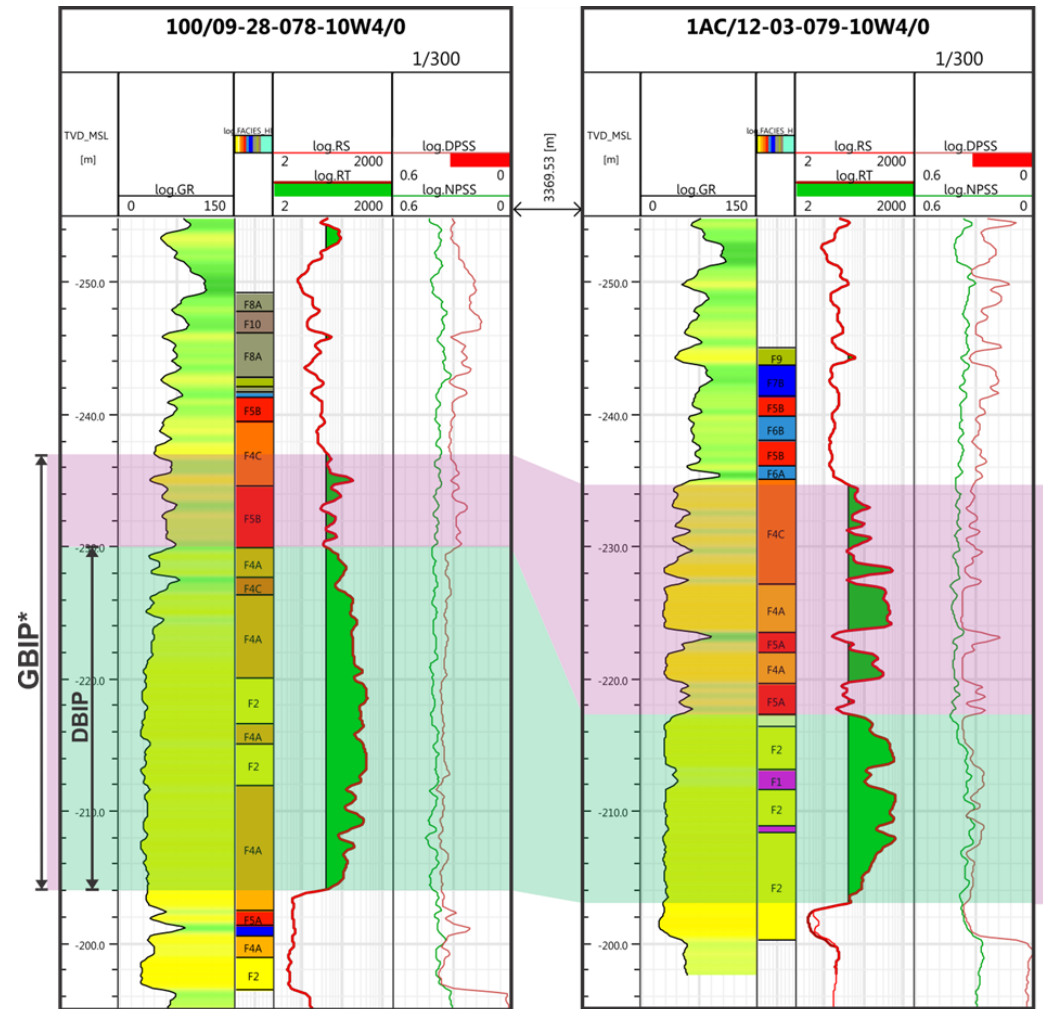 100/09-28-078-10W4/0
1/300
TVD_MSL
[m]
log.GR
0 150
log.FACIES_HI
log.RS
2 2000
log.RT
2 2000
log.DPSS
0.6 0
log.NPSS
0.6 0
3369.53 [m]
1AC/12-03-079-10W4/0
1/300
TVD_MSL
[m]
log.GR
0 150
log.FACIES_HI
log.RS
2 2000
log.RT
2 2000
log.DPSS
0.6 0
log.NPSS
0.6 0
GBIP*
DBIP
-250.0
-240.0
-230.0
-220.0
-210.0
-200.0
F8A
F10
F8A
F5B
F4C
F5B
F4A
F4C
F4A
F2
F4A
F2
F4A
F5A
F4A
F2
-250.0
-240.0
-230.0
-220.0
-210.0
-200.0
F9
F7B
F5B
F6B
F5B
F6A
F4C
F4A
F5A
F4A
F5A
F2
F1
F2
F2